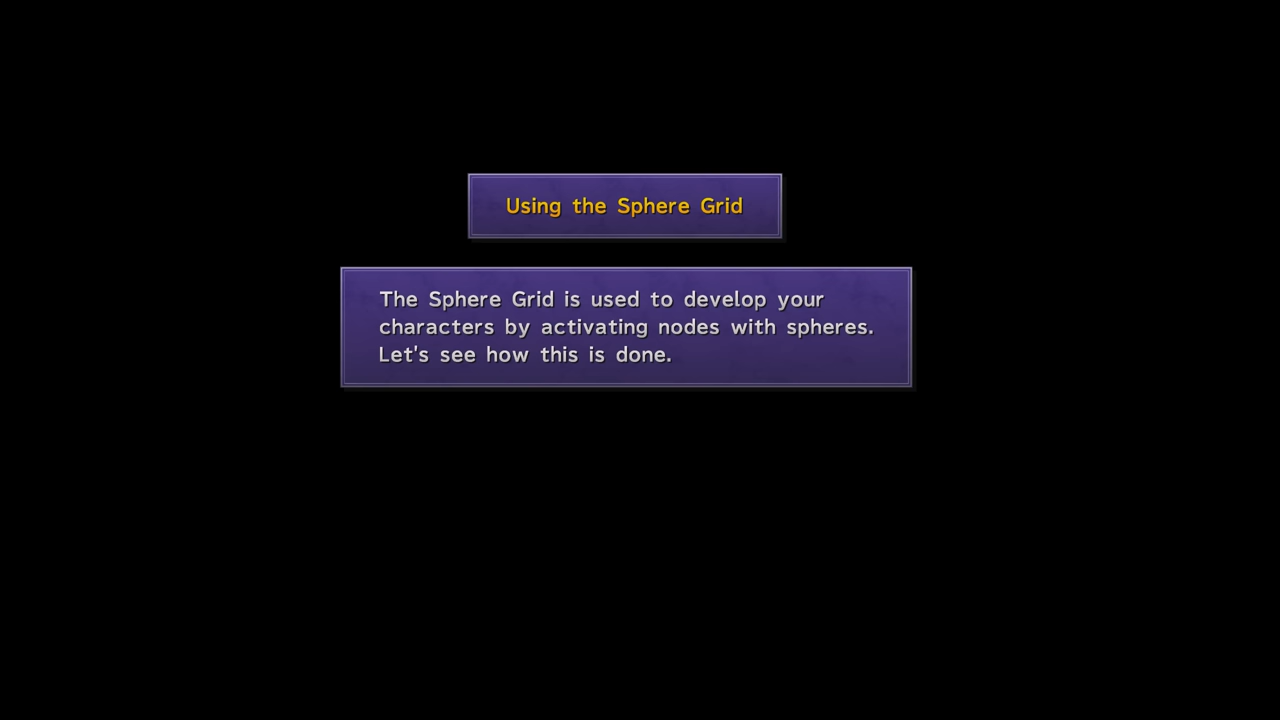 Using the Sphere Grid
The Sphere Grid is used to develop your
characters by activating nodes with spheres.
Let's see how this is done.